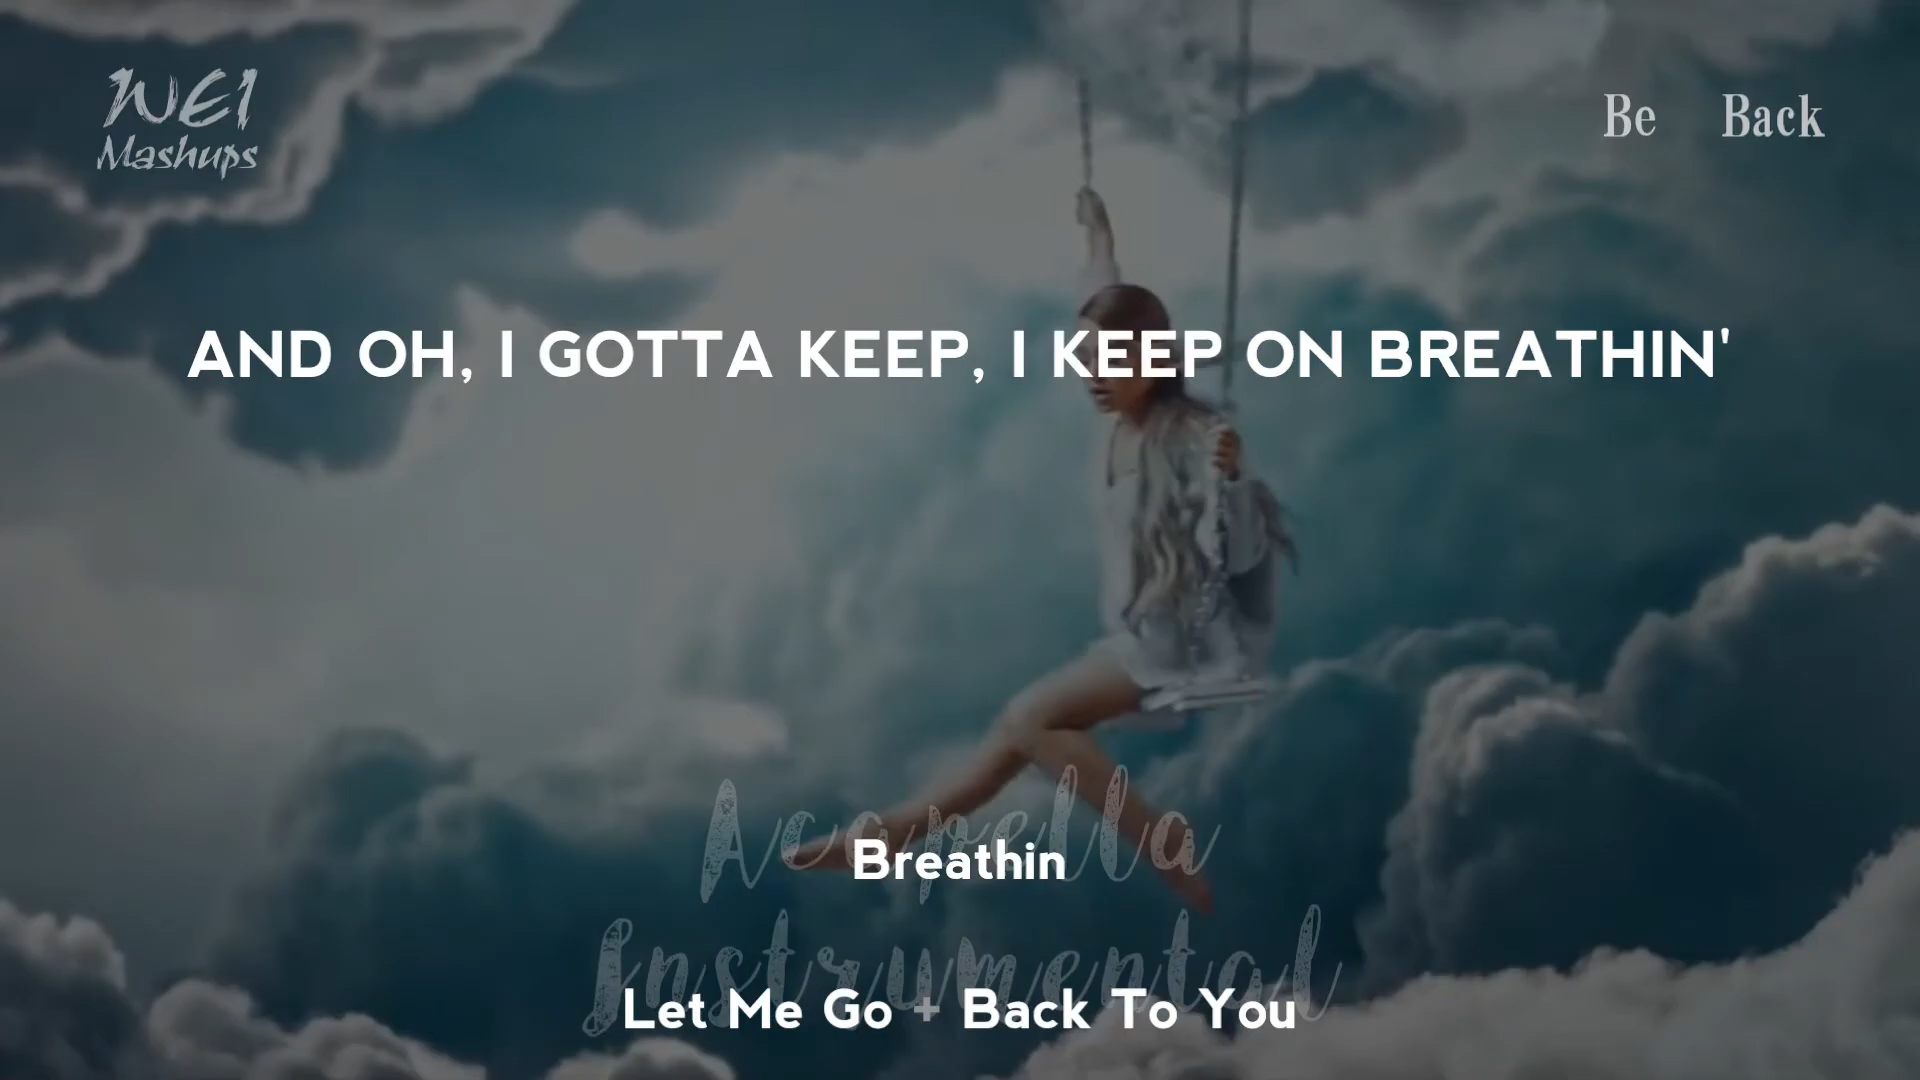 WEI
Mashups
Be Back
AND OH, I GOTTA KEEP, I KEEP ON BREATHIN'
Acapella
Breathin
Instrumental
Let Me Go + Back To You